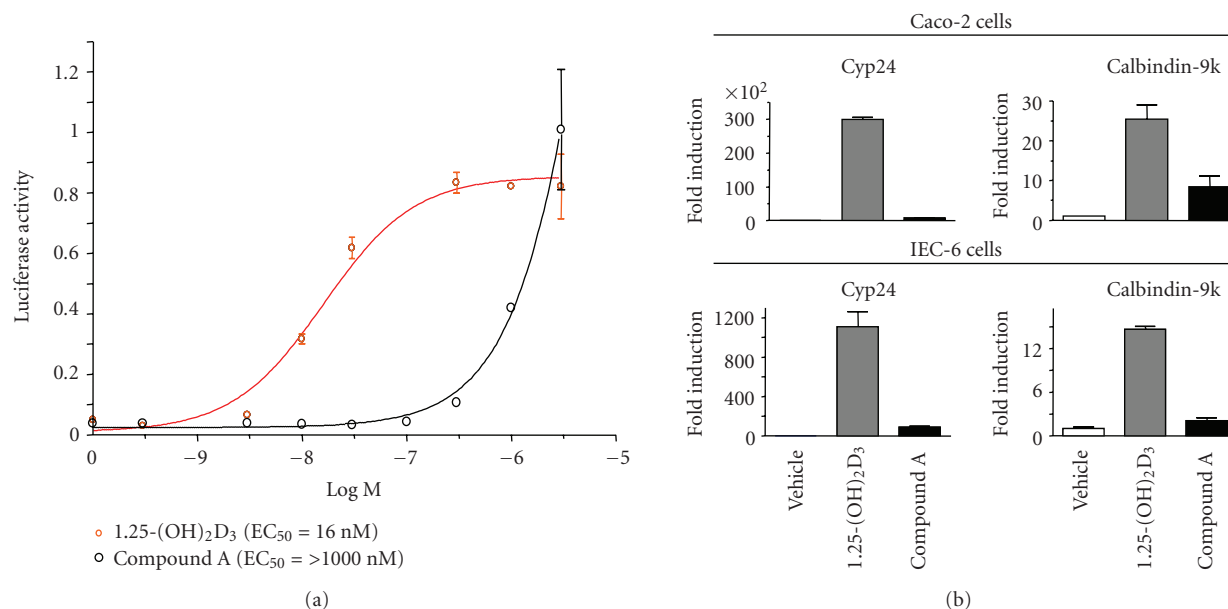 1.2
1
0.8
0.6
0.4
0.2
0
Luciferase activity
0 −9 −8 −7 −6 −5
Log M
1.25-(OH)₂D₃ (EC₅₀ = 16 nM)
Compound A (EC₅₀ = >1000 nM)
(a)
Caco-2 cells
Cyp24
×10²
300
200
100
0
Fold induction
Calbindin-9k
30
20
10
0
Fold induction
IEC-6 cells
Cyp24
1200
800
400
0
Fold induction
Vehicle
1.25-(OH)₂D₃
Compound A
Calbindin-9k
12
6
0
Fold induction
Vehicle
1.25-(OH)₂D₃
Compound A
(b)